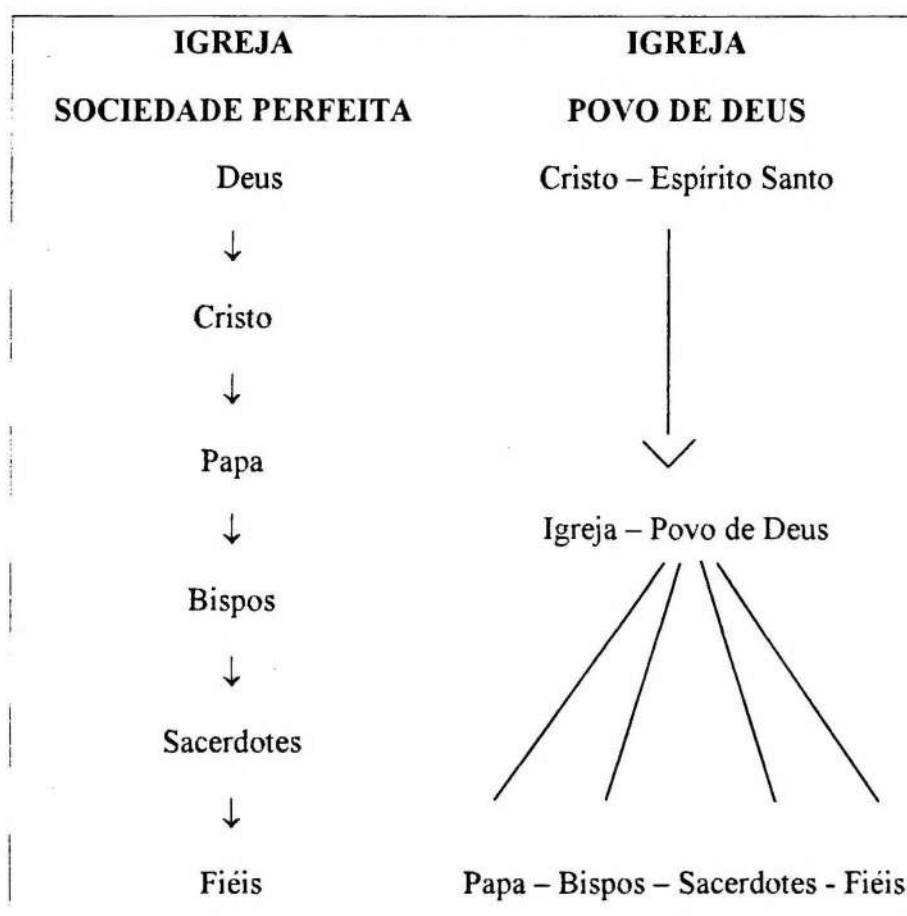 IGREJA
SOCIEDADE PERFEITA
Deus
↓
Cristo
↓
Papa
↓
Bispos
↓
Sacerdotes
↓
Fiéis
IGREJA
POVO DE DEUS
Cristo – Espírito Santo
Igreja – Povo de Deus
Papa – Bispos – Sacerdotes - Fiéis